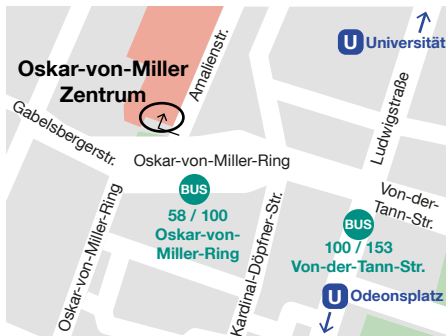 U Universität
Oskar-von-Miller
Zentrum
Amalienstr.
Ludwigstraße
Gabelsbergerstr.
Oskar-von-Miller-Ring
BUS
58 / 100
Oskar-von-
Miller-Ring
Oskar-von-Miller-Ring
Kardinal-Döpfner-Str.
Von-der-
Tann-Str.
BUS
100 / 153
Von-der-Tann-Str.
U Odeonsplatz